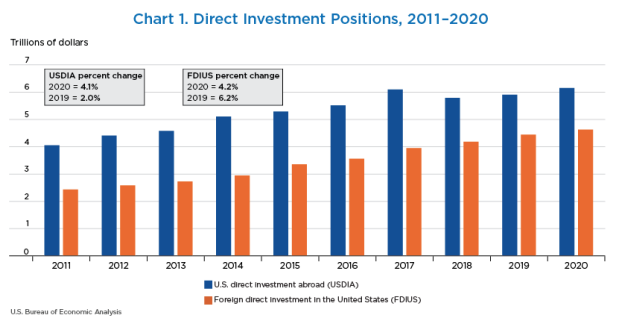 Chart 1. Direct Investment Positions, 2011–2020
Trillions of dollars
7
6
5
4
3
2
1
0
USDIA percent change
2020 = 4.1%
2019 = 2.0%
FDIUS percent change
2020 = 4.2%
2019 = 6.2%
2011 2012 2013 2014 2015 2016 2017 2018 2019 2020
U.S. direct investment abroad (USDIA)
Foreign direct investment in the United States (FDIUS)
U.S. Bureau of Economic Analysis